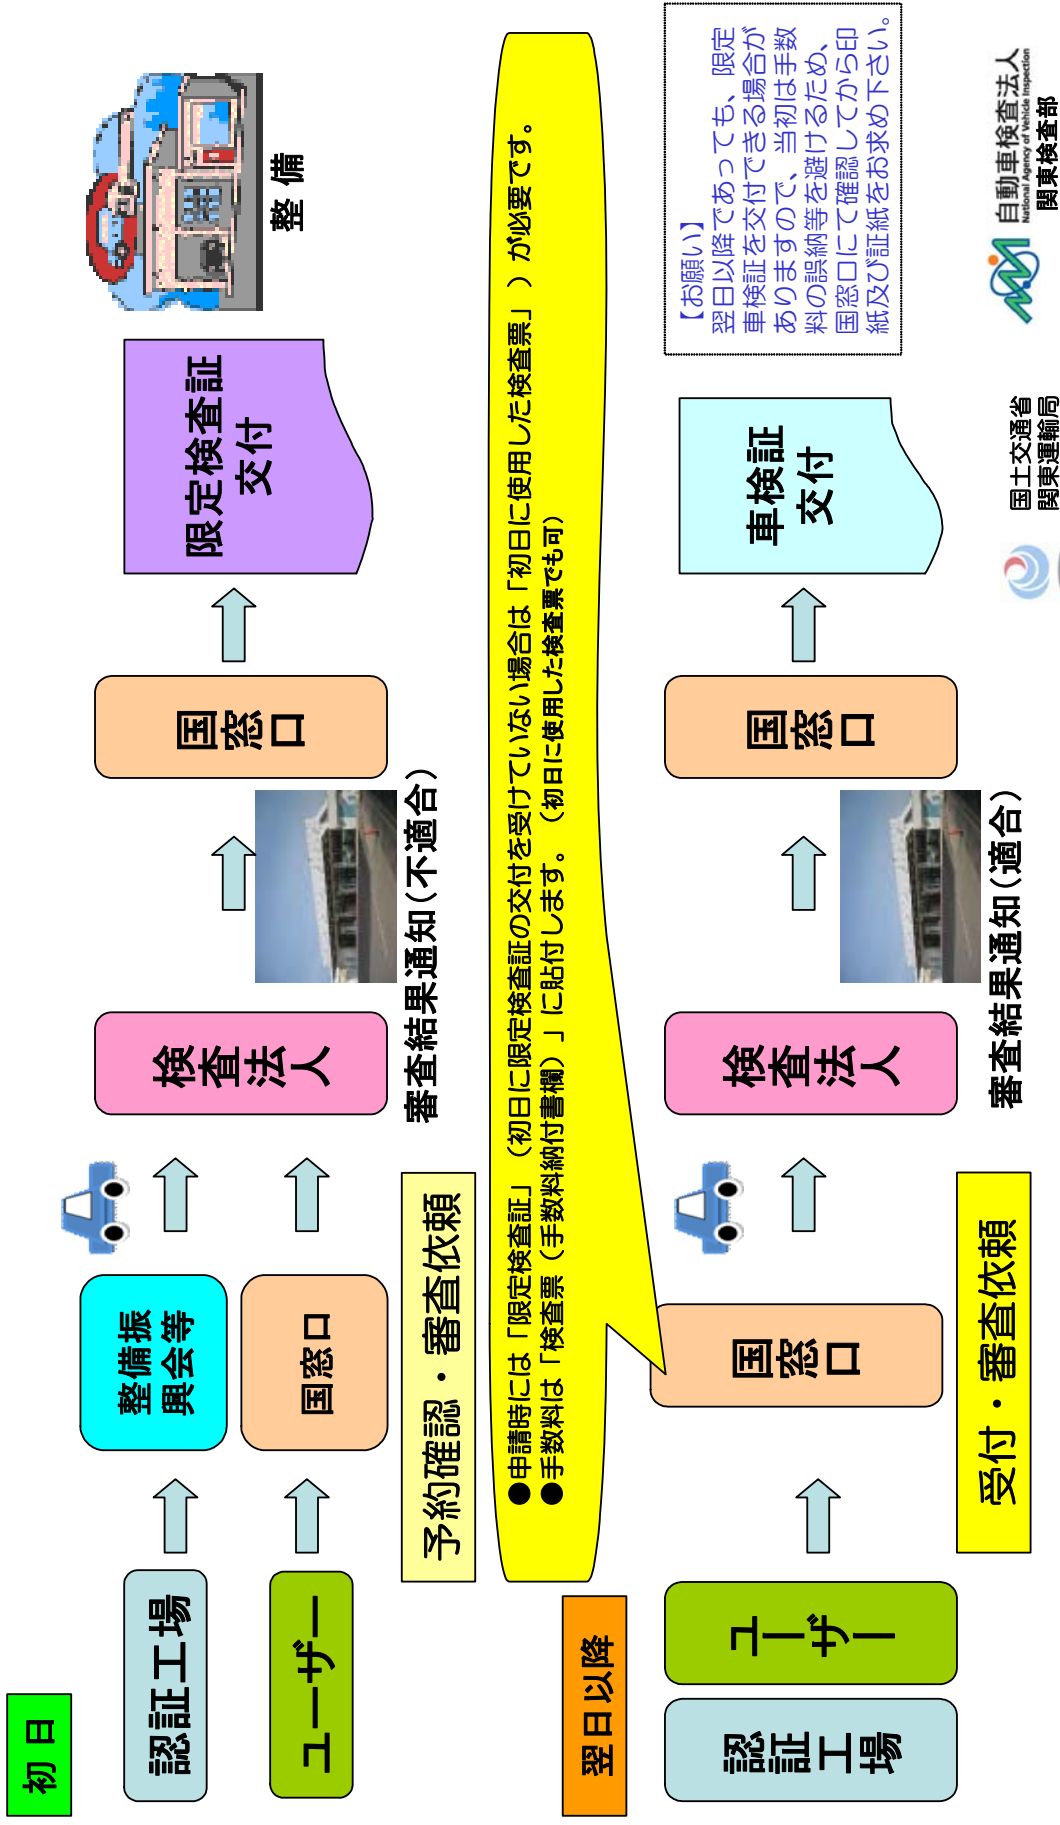 初日
認証工場
ユーザー
整備振
興会等
国窓口
予約確認・審査依頼
検査
法人
審査結果通知(不適合)
国
窓
口
限定検査証
交付
整備
●申請時には「限定検査証」（初日に限定検査証の交付を受けていない場合は「初日に使用した検査票」）が必要です。
●手数料は「検査票（手数料納付書欄）」に貼付します。（初日に使用した検査票でも可）
翌日以降
認証工場
ユーザー
国
窓
口
受付・審査依頼
検査
法人
審査結果通知(適合)
国
窓
口
車検証
交付
【お願い】
翌日以降であっても、限定
車検証を交付できる場合が
ありますので、当初は手数
料の誤納等を避けるため、
国窓口にて確認してから印
紙及び証紙をお求め下さい。
国土交通省
関東運輸局
自動車検査法人
National Agency of Vehicle Inspection
関東検査部